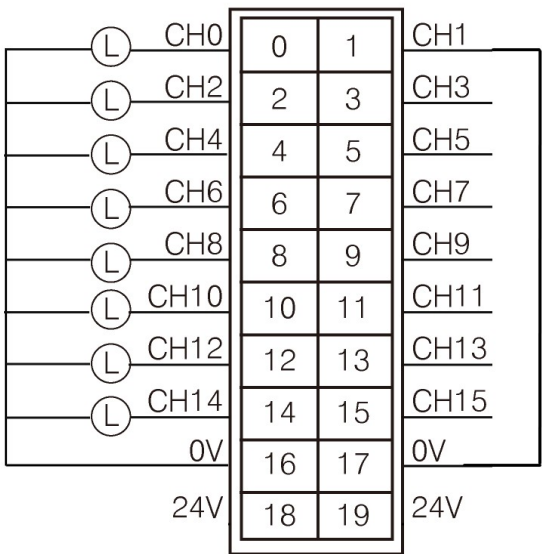 L CH0 0 1 CH1
L CH2 2 3 CH3
L CH4 4 5 CH5
L CH6 6 7 CH7
L CH8 8 9 CH9
L CH10 10 11 CH11
L CH12 12 13 CH13
L CH14 14 15 CH15
0V 16 17 0V
24V 18 19 24V